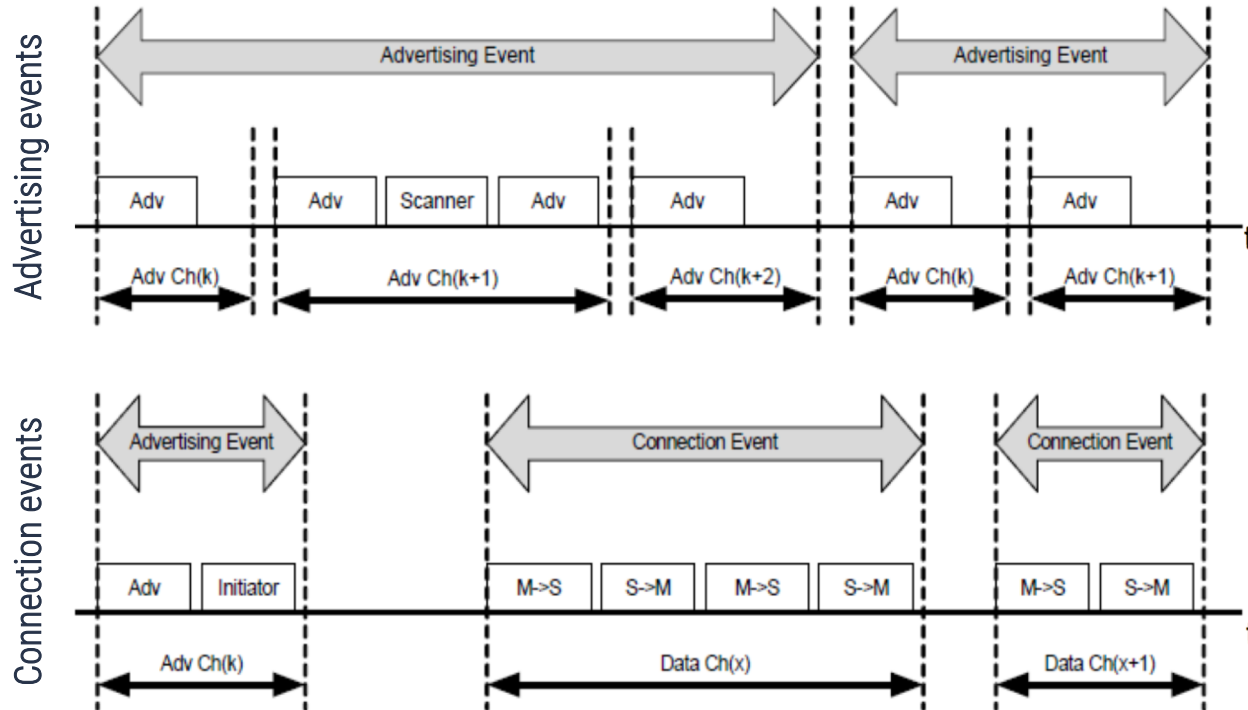 Advertising events
Advertising Event
Advertising Event
Adv
Adv
Scanner
Adv
Adv
Adv
Adv
t
Adv Ch(k)
Adv Ch(k+1)
Adv Ch(k+2)
Adv Ch(k)
Adv Ch(k+1)
Connection events
Advertising Event
Connection Event
Connection Event
Adv
Initiator
M->S
S->M
M->S
S->M
M->S
S->M
Adv Ch(k)
Data Ch(x)
Data Ch(x+1)